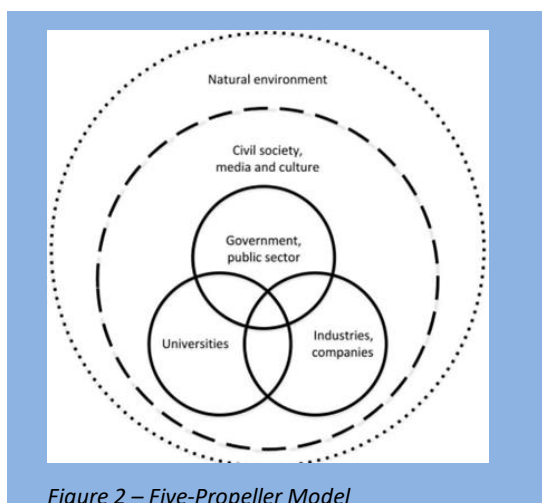 Natural environment
Civil society,
media and culture
Government,
public sector
Universities
Industries,
companies
Figure 2 – Five-Propeller Model